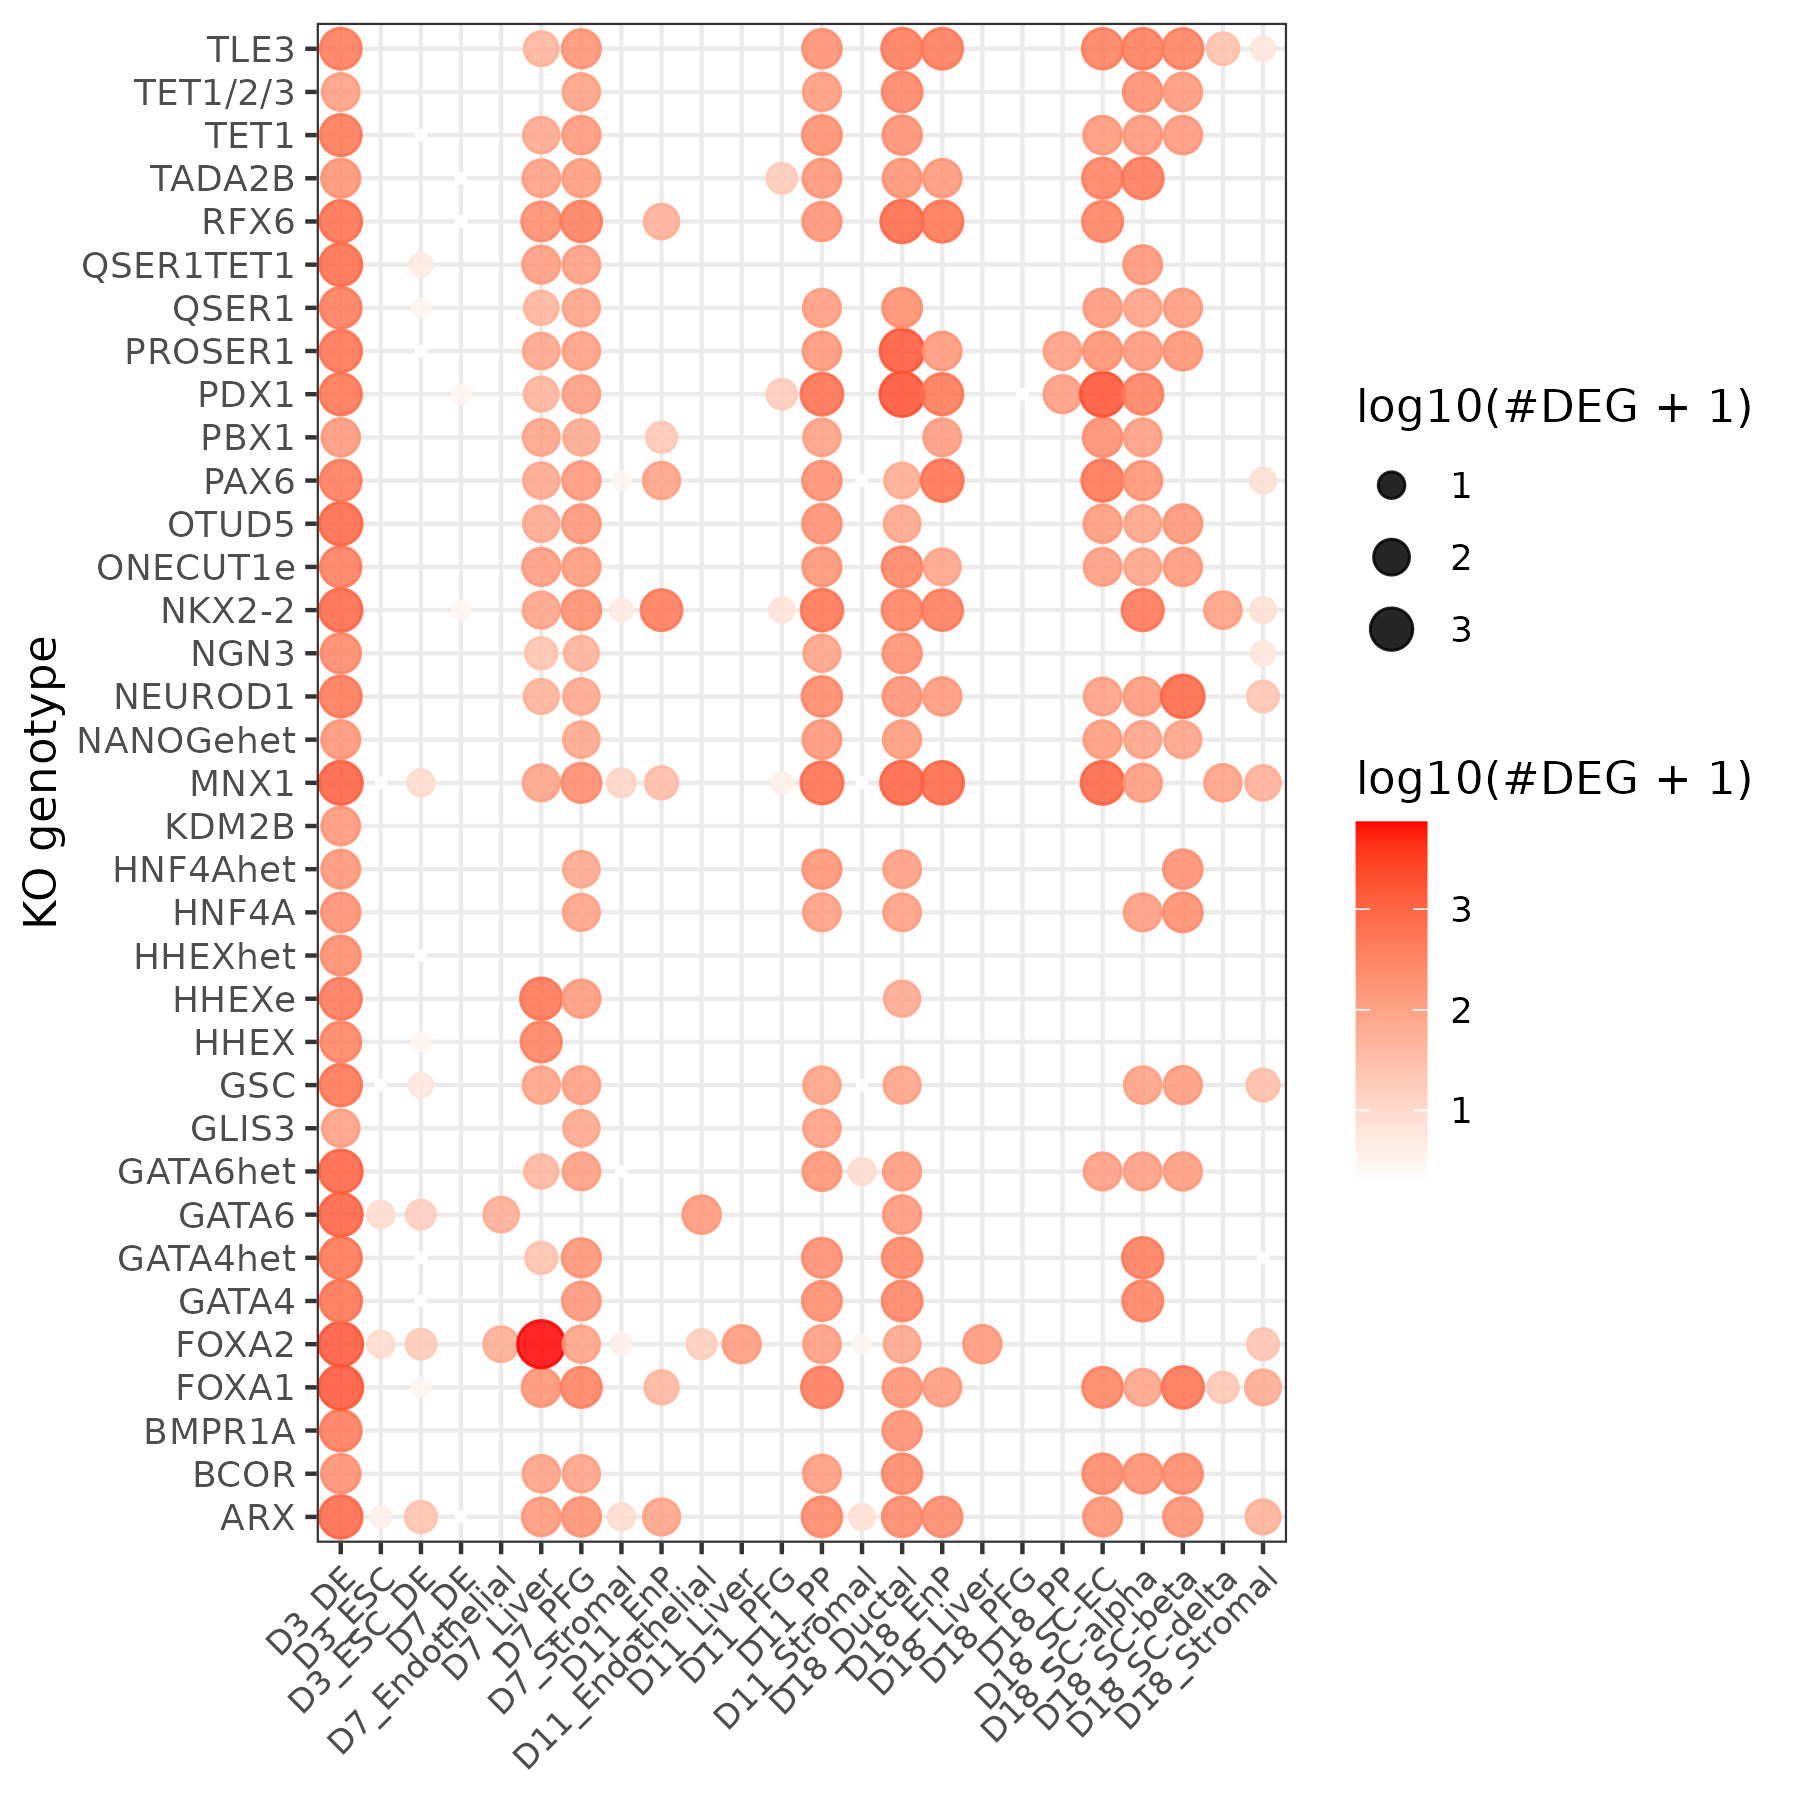 KO genotype
TLE3
TET1/2/3
TET1
TADA2B
RFX6
QSER1TET1
QSER1
PROSER1
PDX1
PBX1
PAX6
OTUD5
ONECUT1e
NKX2-2
NGN3
NEUROD1
NANOGehet
MNX1
KDM2B
HNF4Ahet
HNF4A
HHEXhet
HHEXe
HHEX
GSC
GLIS3
GATA6het
GATA6
GATA4het
GATA4
FOXA2
FOXA1
BMPR1A
BCOR
ARX
D3_DE
D3_ESC
D3_ESC_DE
D7_DE
D7_Endothelial
D7_Liver
D7_PFG
D7_Stromal
D7_D11_EnP
D11_Endothelial
D11_Liver
D11_PFG
D11_PP
D11_Stromal
D18_Ductal
D18_EnP
D18_Liver
D18_PFG
D18_PP
D18_SC-EC
D18_SC-alpha
D18_SC-beta
D18_SC-delta
D18_Stromal
log10(#DEG + 1)
1
2
3
log10(#DEG + 1)
3
2
1